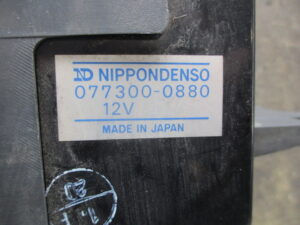 ND NIPPONDENSO
077300-0880
12V
MADE IN JAPAN